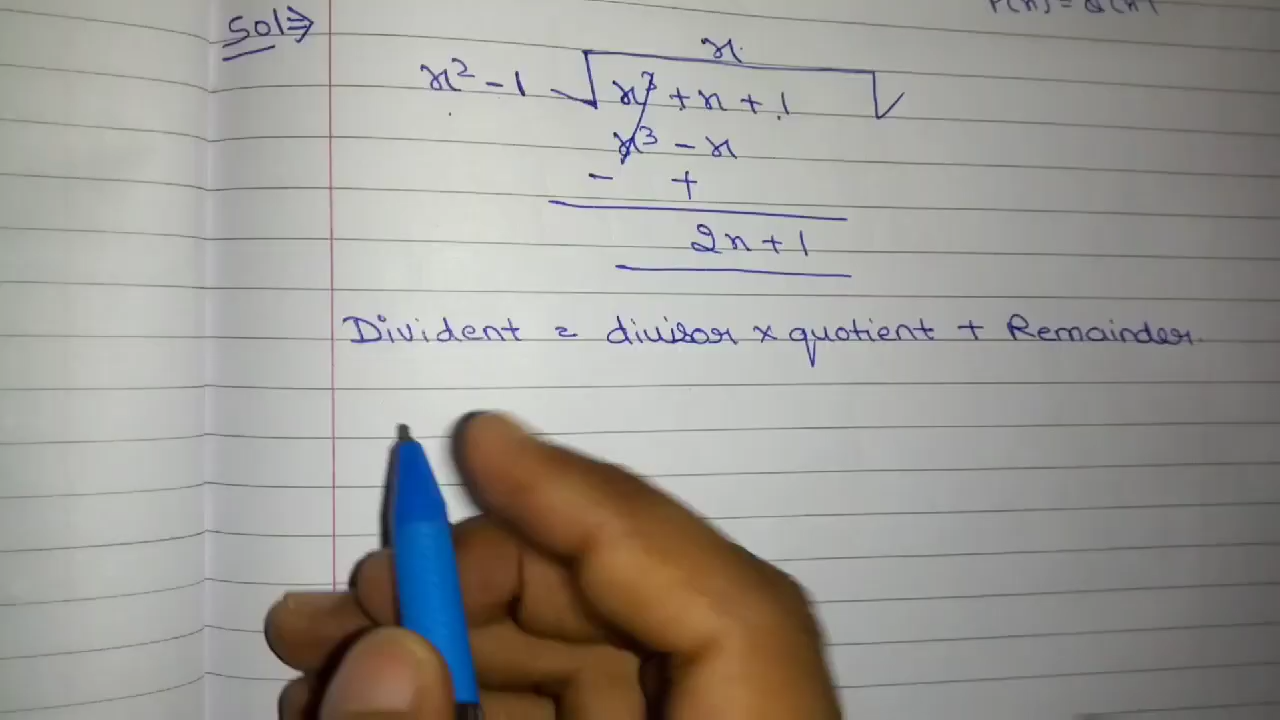 Sol⇒
x
x² - 1 √ x³ + x + 1
x³ - x
- +
2x + 1
Divident = divisor × quotient + Remainder.